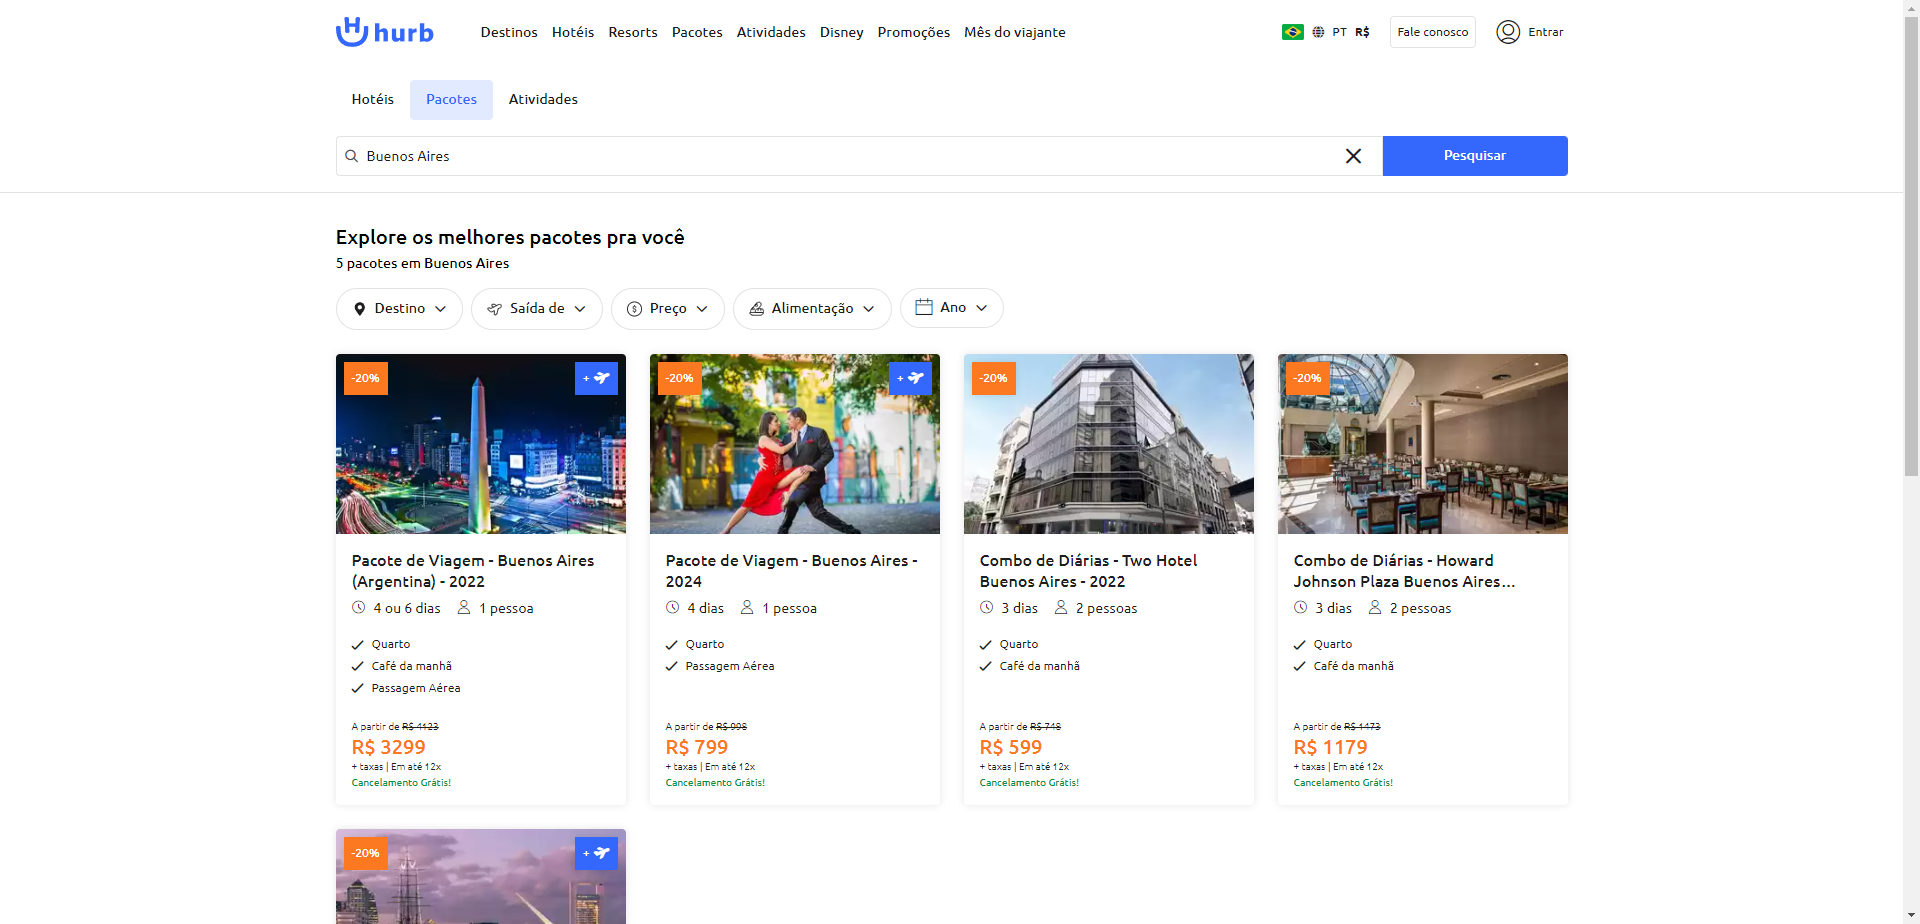 hurb
Destinos Hotéis Resorts Pacotes Atividades Disney Promoções Mês do viajante
PT R$ Fale conosco Entrar
Hotéis Pacotes Atividades
Buenos Aires
Pesquisar
Explore os melhores pacotes pra você
5 pacotes em Buenos Aires
Destino Saída de Preço Alimentação Ano
-20% +
Pacote de Viagem - Buenos Aires
(Argentina) - 2022
4 ou 6 dias 1 pessoa
Quarto
Café da manhã
Passagem Aérea
A partir de R$ 4123
R$ 3299
+ taxas | Em até 12x
Cancelamento Grátis!
-20% +
Pacote de Viagem - Buenos Aires -
2024
4 dias 1 pessoa
Quarto
Passagem Aérea
A partir de R$ 998
R$ 799
+ taxas | Em até 12x
Cancelamento Grátis!
-20%
Combo de Diárias - Two Hotel
Buenos Aires - 2022
3 dias 2 pessoas
Quarto
Café da manhã
A partir de R$ 748
R$ 599
+ taxas | Em até 12x
Cancelamento Grátis!
-20%
Combo de Diárias - Howard
Johnson Plaza Buenos Aires...
3 dias 2 pessoas
Quarto
Café da manhã
A partir de R$ 1473
R$ 1179
+ taxas | Em até 12x
Cancelamento Grátis!
-20% +